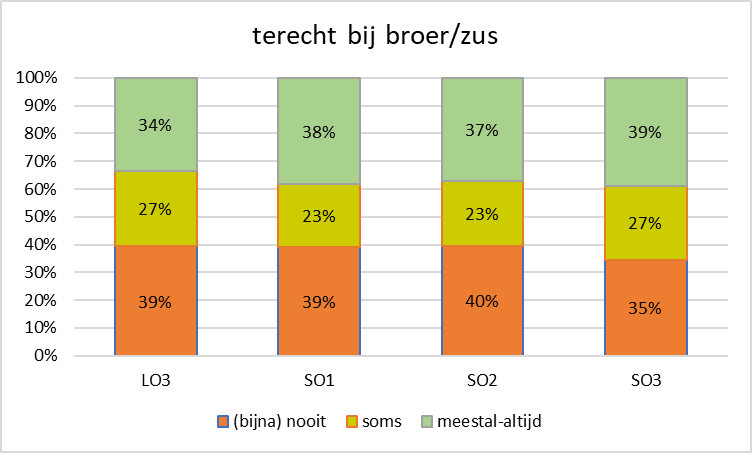 terecht bij broer/zus
100%
90%
80%
70%
60%
50%
40%
30%
20%
10%
0%
34% 38% 37% 39%
27% 23% 23% 27%
39% 39% 40% 35%
LO3 SO1 SO2 SO3
(bijna) nooit soms meestal-altijd